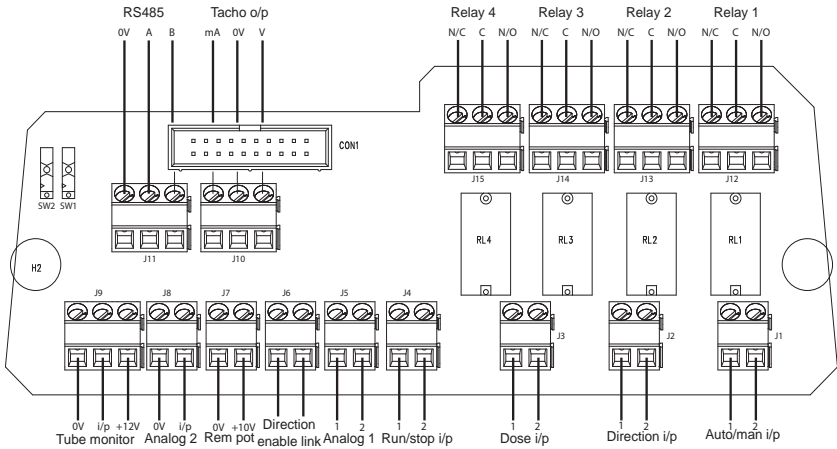 RS485 Tacho o/p Relay 4 Relay 3 Relay 2 Relay 1
0V A B mA 0V V N/C C N/O N/C C N/O N/C C N/O N/C C N/O
CON1
J15 J14 J13 J12
SW2 SW1
J11 J10
RL4 RL3 RL2 RL1
H2
J9 J8 J7 J6 J5 J4
J3 J2 J1
0V i/p +12V 0V i/p 0V +10V 1 2 1 2 1 2 1 2 1 2
Tube monitor Analog 2 Rem pot Direction enable link Analog 1 Run/stop i/p Dose i/p Direction i/p Auto/man i/p